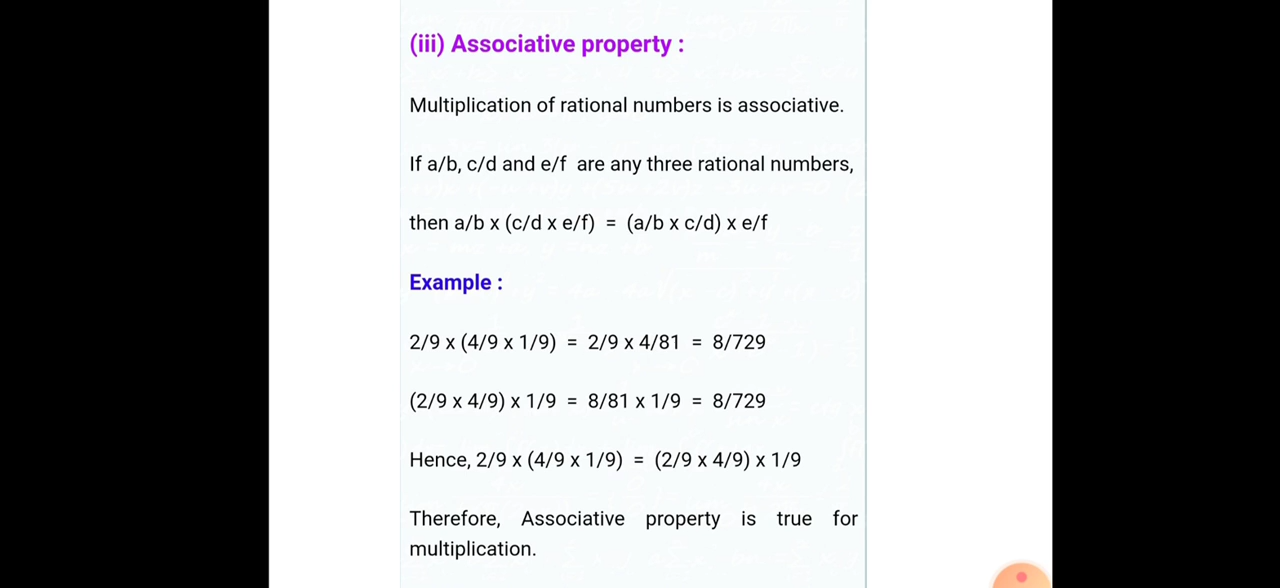 (iii) Associative property :
Multiplication of rational numbers is associative.
If a/b, c/d and e/f are any three rational numbers,
then a/b x (c/d x e/f) = (a/b x c/d) x e/f
Example :
2/9 x (4/9 x 1/9) = 2/9 x 4/81 = 8/729
(2/9 x 4/9) x 1/9 = 8/81 x 1/9 = 8/729
Hence, 2/9 x (4/9 x 1/9) = (2/9 x 4/9) x 1/9
Therefore, Associative property is true for
multiplication.